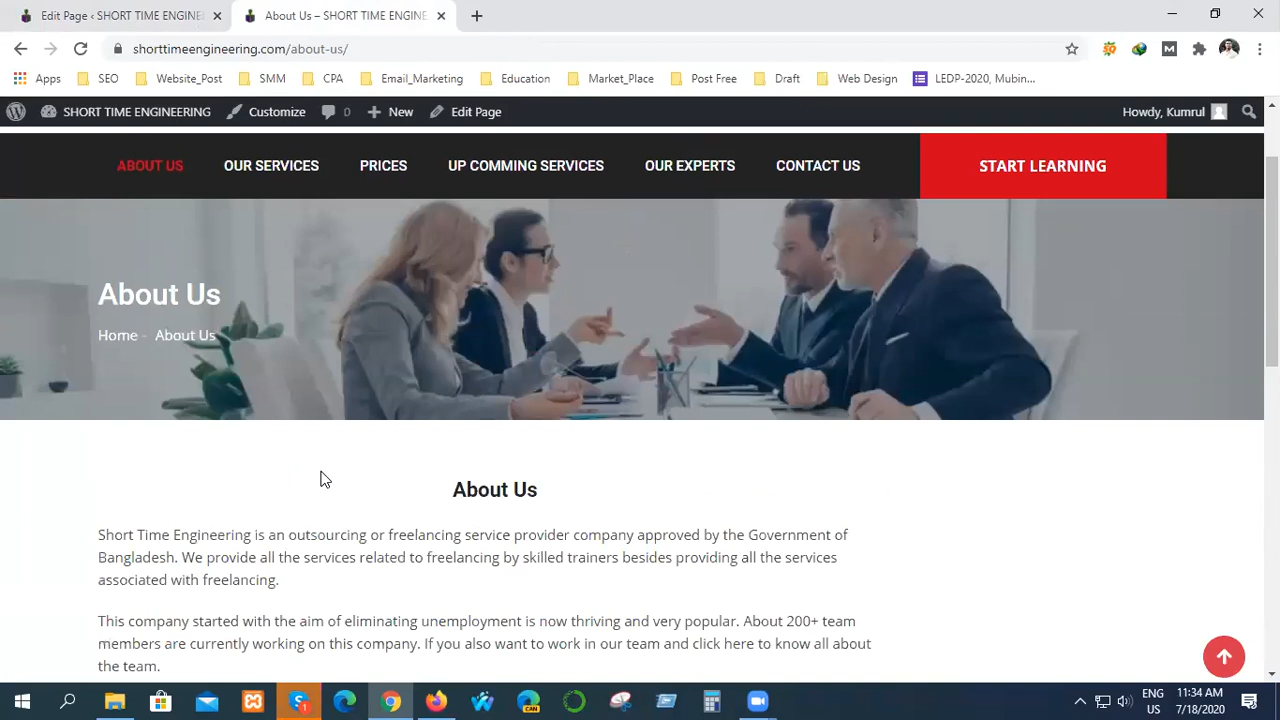 Edit Page ‹ SHORT TIME ENGINE
About Us – SHORT TIME ENGINE
shorttimeengineering.com/about-us/
Apps SEO Website_Post SMM CPA Email_Marketing Education Market_Place Post Free Draft Web Design LEDP-2020, Mubin...
SHORT TIME ENGINEERING Customize 0 New Edit Page Howdy, Kumrul
ABOUT US OUR SERVICES PRICES UP COMMING SERVICES OUR EXPERTS CONTACT US START LEARNING
About Us
Home - About Us
About Us
Short Time Engineering is an outsourcing or freelancing service provider company approved by the Government of
Bangladesh. We provide all the services related to freelancing by skilled trainers besides providing all the services
associated with freelancing.
This company started with the aim of eliminating unemployment is now thriving and very popular. About 200+ team
members are currently working on this company. If you also want to work in our team and click here to know all about
the team.
CAN
ENG 11:34 AM
US 7/18/2020